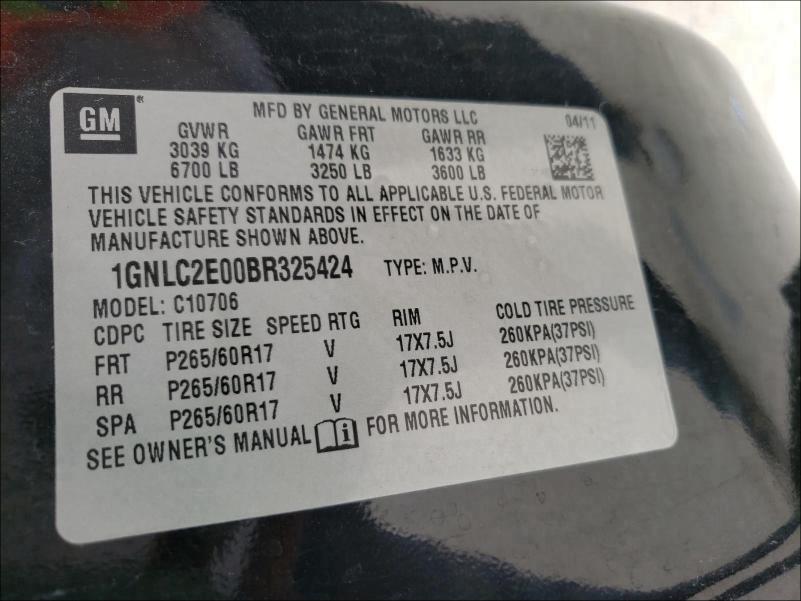 GM ® MFD BY GENERAL MOTORS LLC 04/11
GVWR GAWR FRT GAWR RR
3039 KG 1474 KG 1633 KG
6700 LB 3250 LB 3600 LB
THIS VEHICLE CONFORMS TO ALL APPLICABLE U.S. FEDERAL MOTOR
VEHICLE SAFETY STANDARDS IN EFFECT ON THE DATE OF
MANUFACTURE SHOWN ABOVE.
1GNLC2E00BR325424 TYPE: M.P.V.
MODEL: C10706
CDPC TIRE SIZE SPEED RTG RIM COLD TIRE PRESSURE
FRT P265/60R17 V 17X7.5J 260KPA(37PSI)
RR P265/60R17 V 17X7.5J 260KPA(37PSI)
SPA P265/60R17 V 17X7.5J 260KPA(37PSI)
SEE OWNER'S MANUAL i FOR MORE INFORMATION.